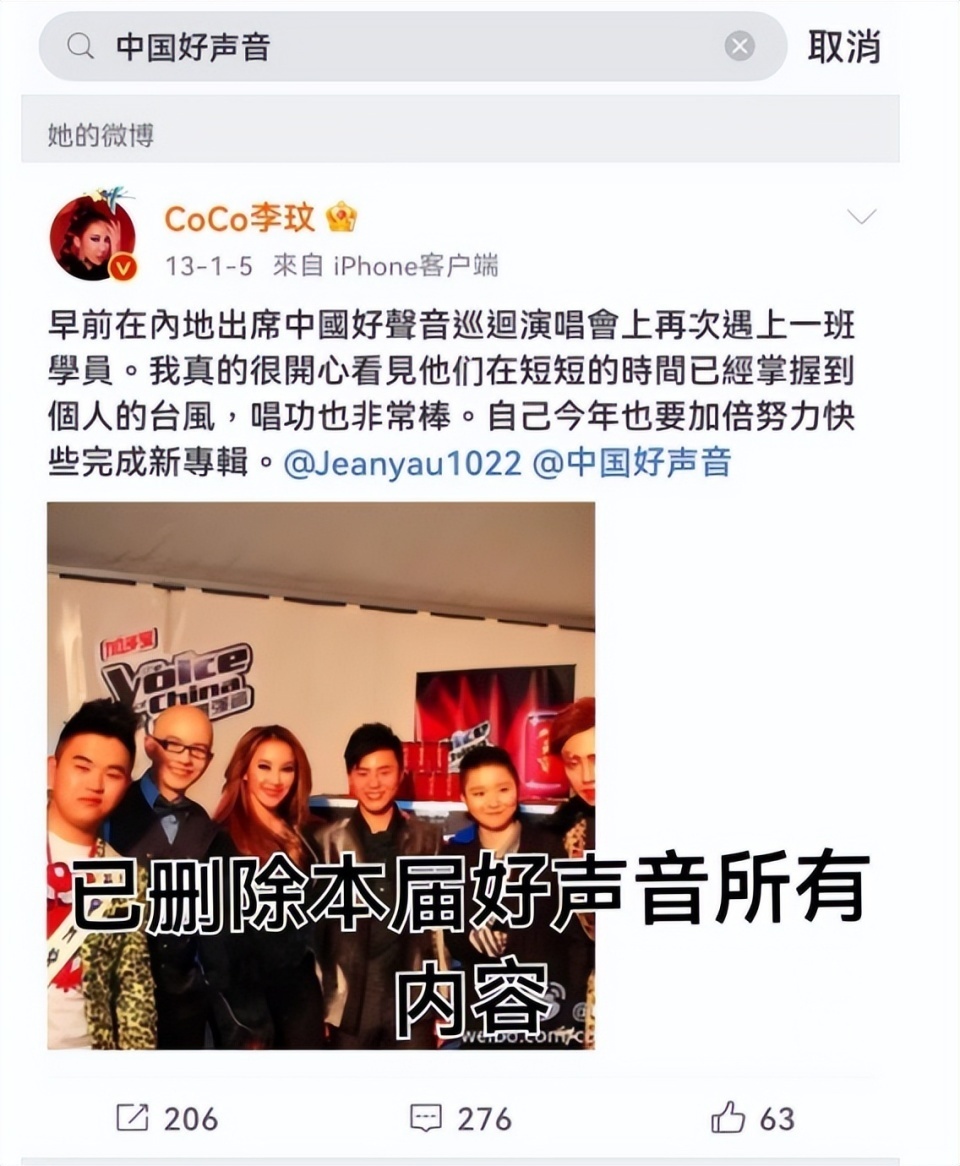 中国好声音
取消
她的微博
CoCo李玟
13-1-5 來自 iPhone客户端
早前在內地出席中國好聲音巡迴演唱會上再次遇上一班
學員。我真的很開心看見他们在短短的時間已經掌握到
個人的台風，唱功也非常棒。自己今年也要加倍努力快
些完成新專輯。@Jeanyau1022 @中国好声音
加多宝
the Voice
of China
已删除本届好声音所有
内容
weibo.com/c
206
276
63